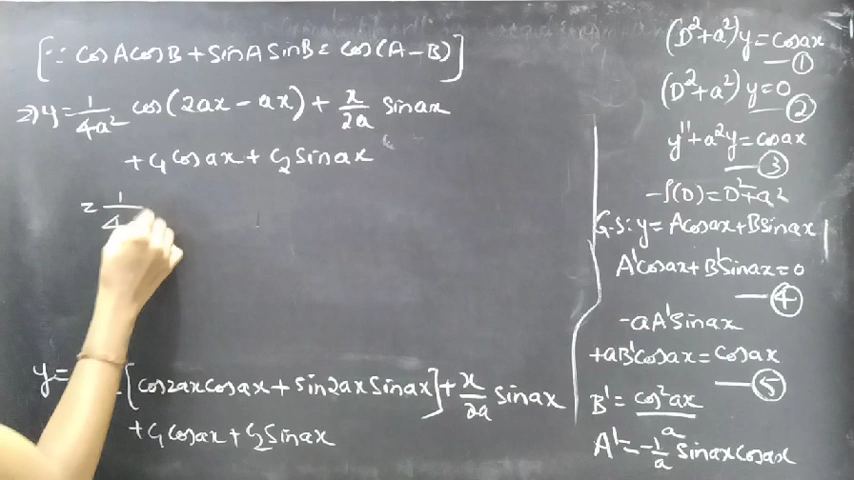 [∵ cosAcosB + sinA sinB = cos(A-B)]
⇒ y = 1/4a² cos(2ax - ax) + x/2a sinax
+ c₁cosax + c₂sinax
= 1/4
y = [cos2axcosax + sin2axsinax] + x/2a sinax
+ c₁cosax + c₂sinax
(D²+a²)y = cosax
— ①
(D²+a²)y = 0
— ②
y'' + a²y = cosax
— ③
f(D) = D²+a²
G.S: y = Acosax + Bsinax
A'cosax + B'sinax = 0
— ④
-aA'sinax
+aB'cosax = cosax
— ⑤
B' = cos²ax/a
A' = -1/a sinaxcosax